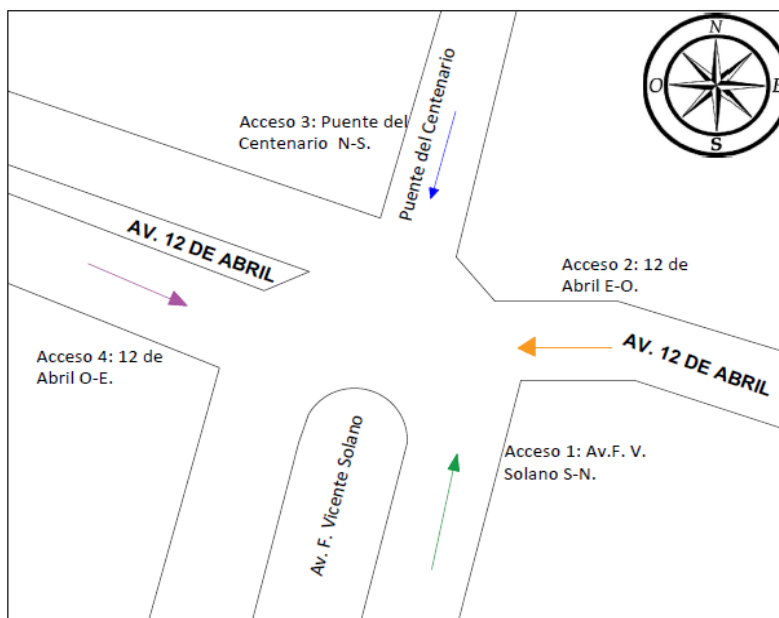 N
O
E
S
Acceso 3: Puente del
Centenario N-S.
Puente del Centenario
AV. 12 DE ABRIL
Acceso 2: 12 de
Abril E-O.
AV. 12 DE ABRIL
Acceso 4: 12 de
Abril O-E.
Av. F. Vicente Solano
Acceso 1: Av.F. V.
Solano S-N.